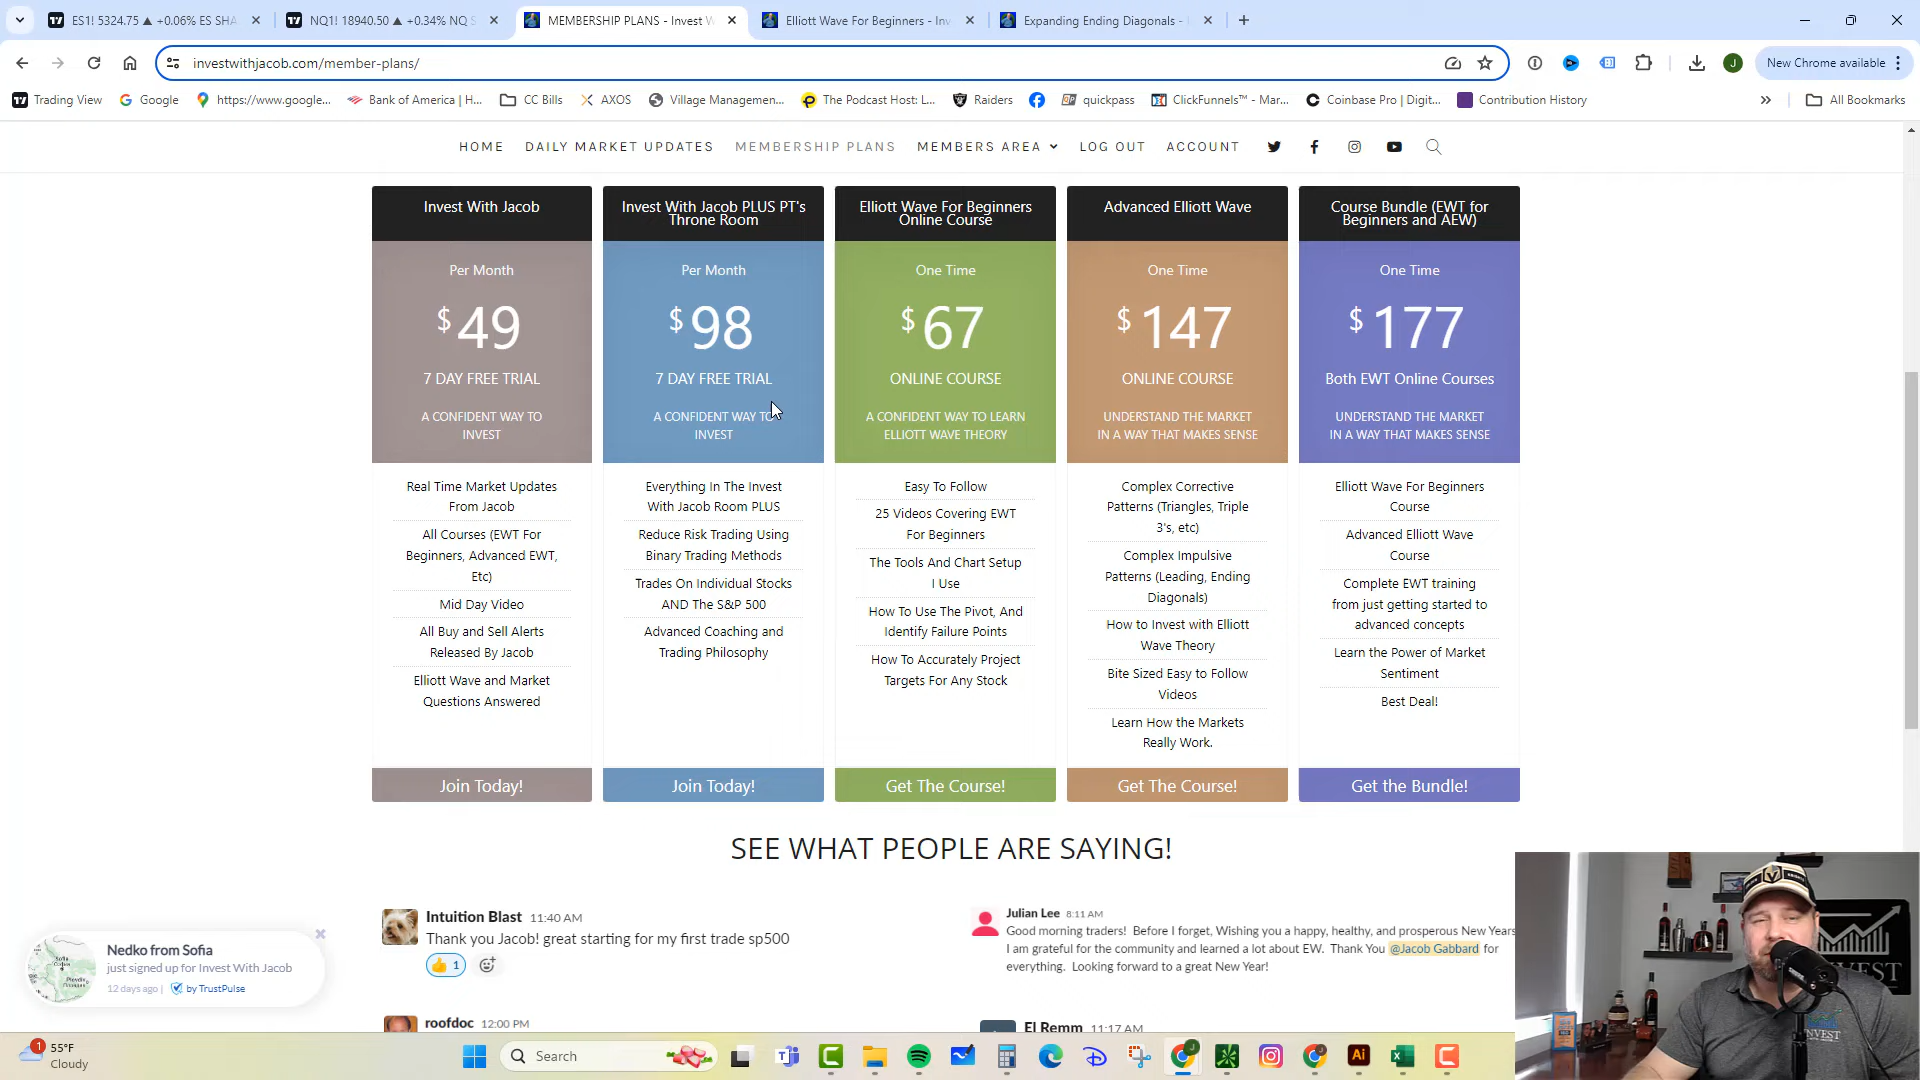 ES1! 5324.75 ▲ +0.06% ES SHA
NQ1! 18940.50 ▲ +0.34% NQ S
MEMBERSHIP PLANS - Invest W
Elliott Wave For Beginners - Inv
Expanding Ending Diagonals -
investwithjacob.com/member-plans/
New Chrome available
Trading View
Google
https://www.google...
Bank of America | H...
CC Bills
AXOS
Village Managemen...
The Podcast Host: L...
Raiders
quickpass
ClickFunnels™ - Mar...
Coinbase Pro | Digit...
Contribution History
All Bookmarks
HOME
DAILY MARKET UPDATES
MEMBERSHIP PLANS
MEMBERS AREA
LOG OUT
ACCOUNT
Invest With Jacob
Per Month
$49
7 DAY FREE TRIAL
A CONFIDENT WAY TO
INVEST
Real Time Market Updates
From Jacob
All Courses (EWT For
Beginners, Advanced EWT,
Etc)
Mid Day Video
All Buy and Sell Alerts
Released By Jacob
Elliott Wave and Market
Questions Answered
Join Today!
Invest With Jacob PLUS PT's
Throne Room
Per Month
$98
7 DAY FREE TRIAL
A CONFIDENT WAY TO
INVEST
Everything In The Invest
With Jacob Room PLUS
Reduce Risk Trading Using
Binary Trading Methods
Trades On Individual Stocks
AND The S&P 500
Advanced Coaching and
Trading Philosophy
Join Today!
Elliott Wave For Beginners
Online Course
One Time
$67
ONLINE COURSE
A CONFIDENT WAY TO LEARN
ELLIOTT WAVE THEORY
Easy To Follow
25 Videos Covering EWT
For Beginners
The Tools And Chart Setup
I Use
How To Use The Pivot, And
Identify Failure Points
How To Accurately Project
Targets For Any Stock
Get The Course!
Advanced Elliott Wave
One Time
$147
ONLINE COURSE
UNDERSTAND THE MARKET
IN A WAY THAT MAKES SENSE
Complex Corrective
Patterns (Triangles, Triple
3's, etc)
Complex Impulsive
Patterns (Leading, Ending
Diagonals)
How to Invest with Elliott
Wave Theory
Bite Sized Easy to Follow
Videos
Learn How the Markets
Really Work.
Get The Course!
Course Bundle (EWT for
Beginners and AEW)
One Time
$177
Both EWT Online Courses
UNDERSTAND THE MARKET
IN A WAY THAT MAKES SENSE
Elliott Wave For Beginners
Course
Advanced Elliott Wave
Course
Complete EWT training
from just getting started to
advanced concepts
Learn the Power of Market
Sentiment
Best Deal!
Get the Bundle!
SEE WHAT PEOPLE ARE SAYING!
Intuition Blast 11:40 AM
Thank you Jacob! great starting for my first trade sp500
1
Julian Lee 8:11 AM
Good morning traders! Before I forget, Wishing you a happy, healthy, and prosperous New Years
I am grateful for the community and learned a lot about EW. Thank You @Jacob Gabbard for
everything. Looking forward to a great New Year!
roofdoc 12:00 PM
El Remm 11:17 AM
Nedko from Sofia
just signed up for Invest With Jacob
12 days ago | by TrustPulse
1
55°F
Cloudy
Search
J
Ai
INVEST